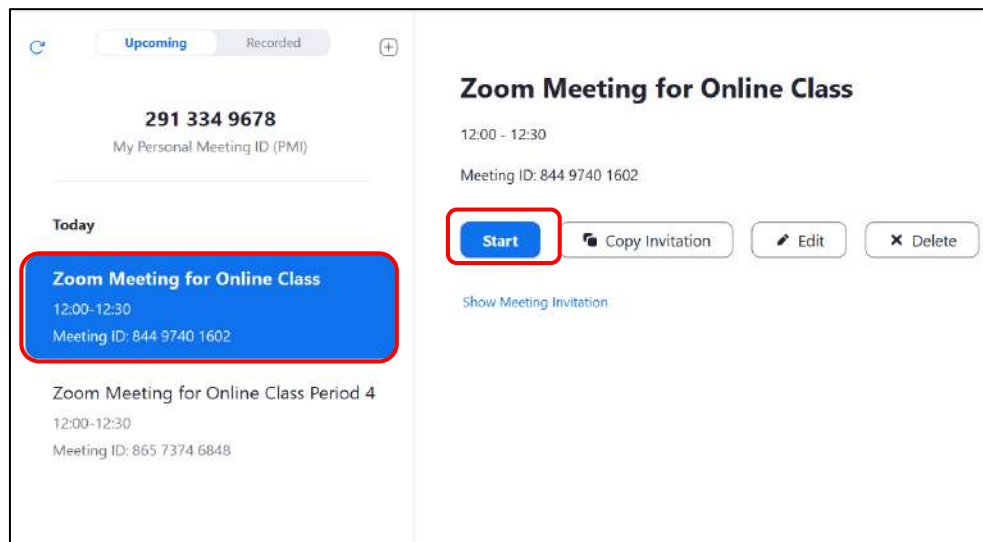 Upcoming
Recorded
291 334 9678
My Personal Meeting ID (PMI)
Today
Zoom Meeting for Online Class
12:00-12:30
Meeting ID: 844 9740 1602
Zoom Meeting for Online Class Period 4
12:00-12:30
Meeting ID: 865 7374 6848
Zoom Meeting for Online Class
12:00 - 12:30
Meeting ID: 844 9740 1602
Start
Copy Invitation
Edit
Delete
Show Meeting Invitation